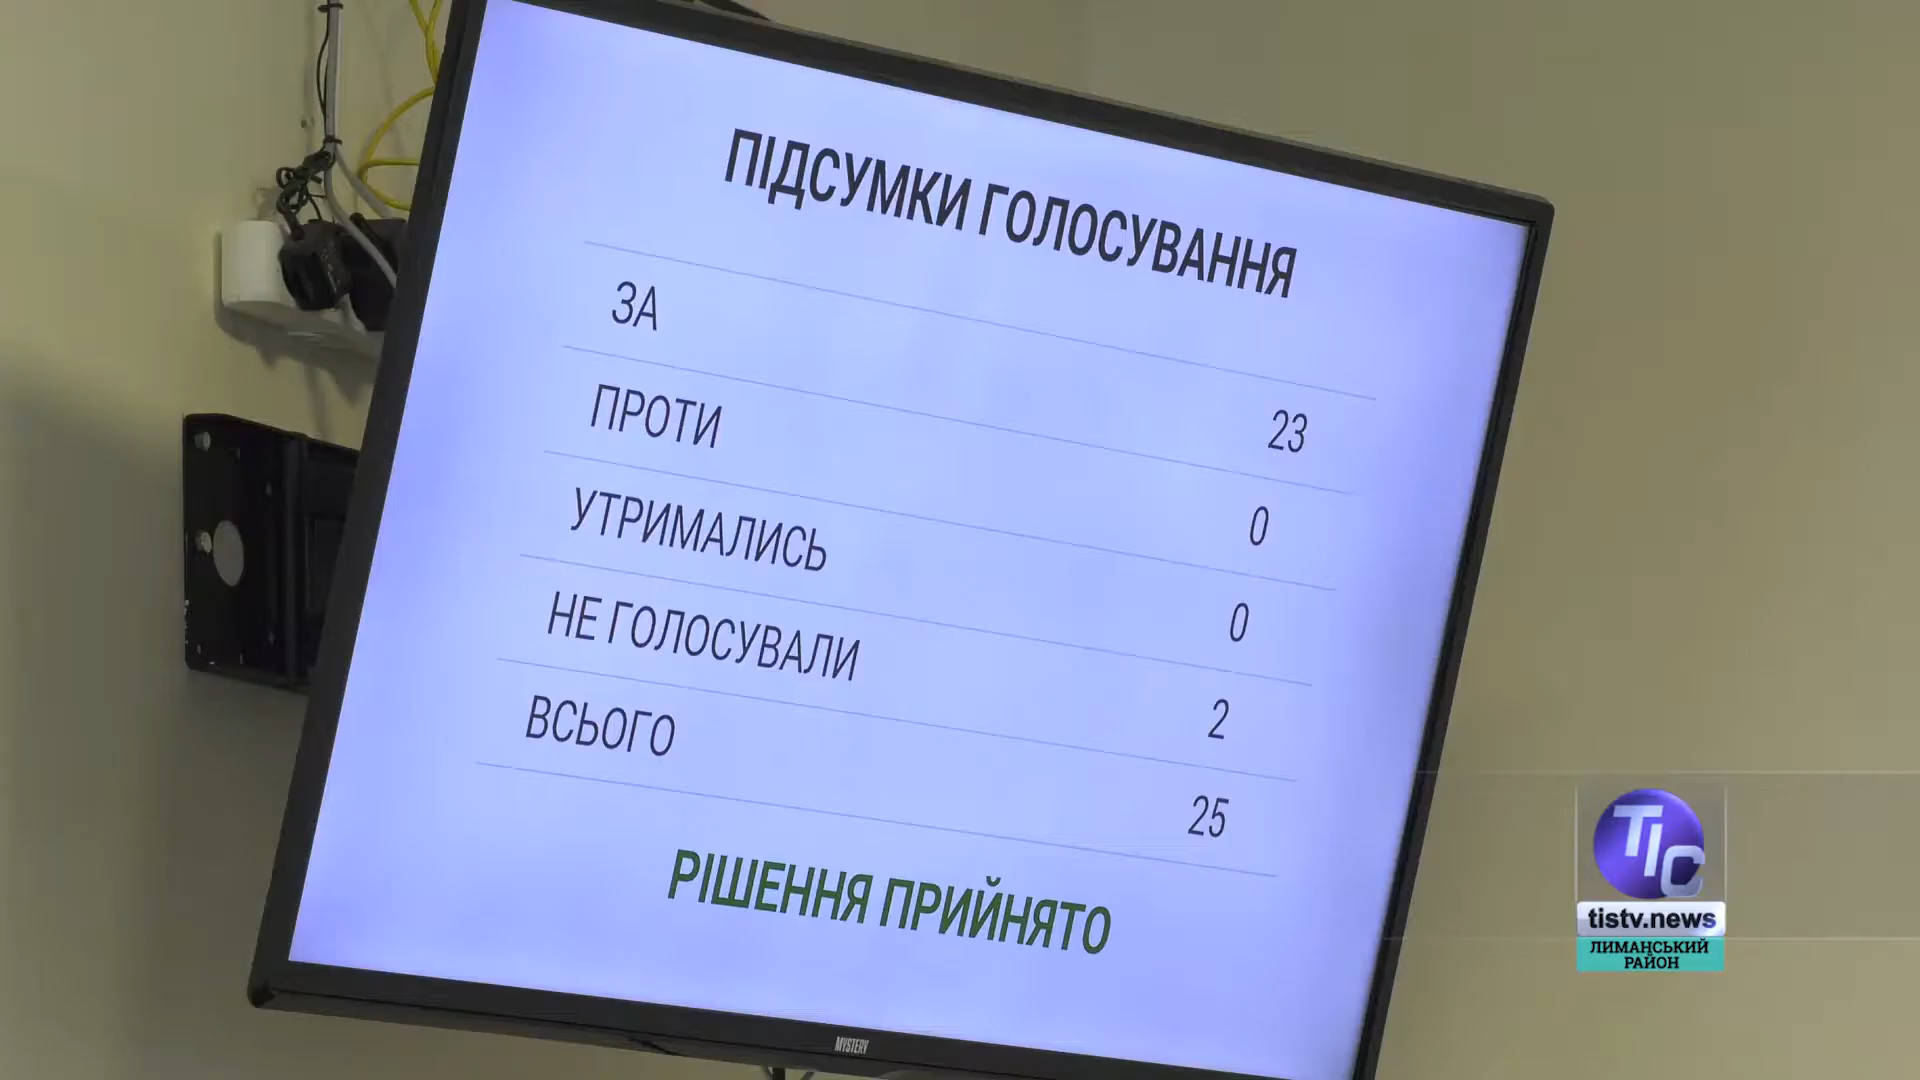 ПІДСУМКИ ГОЛОСУВАННЯ
ЗА 23
ПРОТИ 0
УТРИМАЛИСЬ 0
НЕ ГОЛОСУВАЛИ 2
ВСЬОГО 25
РІШЕННЯ ПРИЙНЯТО
MYSTERY
ТІС
tistv.news
ЛИМАНСЬКИЙ
РАЙОН